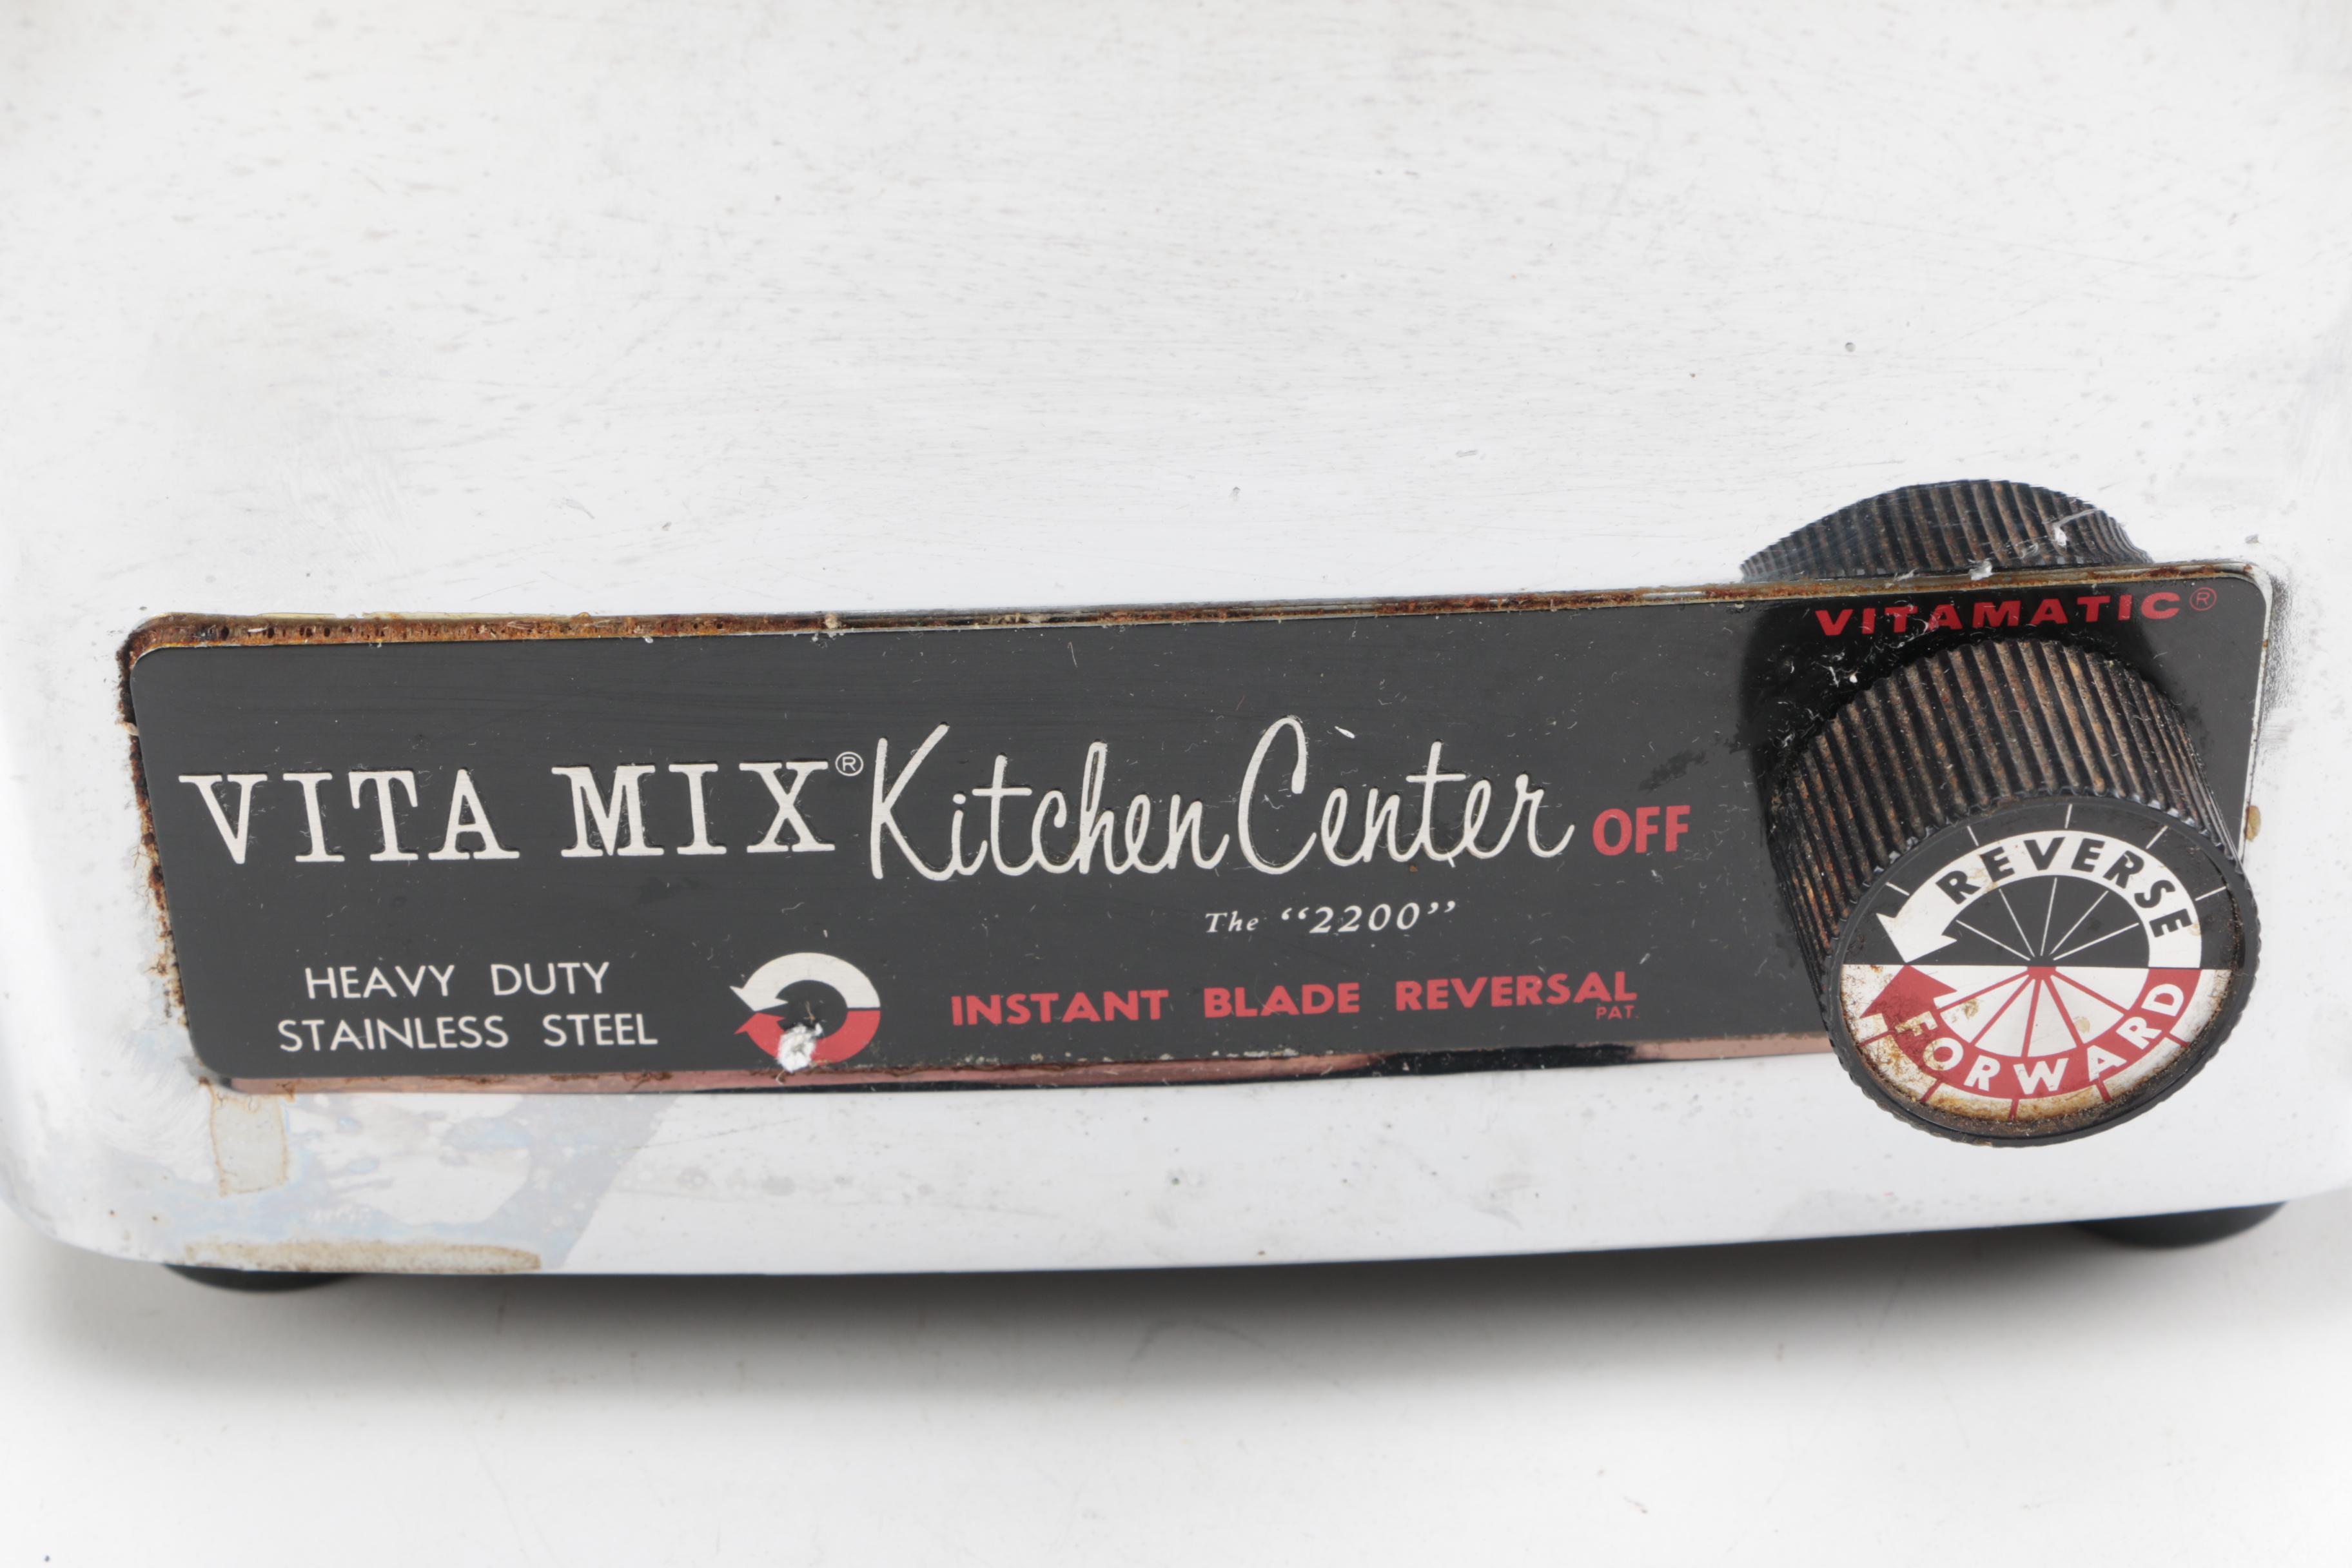 VITAMATIC®
VITA MIX® Kitchen Center OFF
The “2200”
HEAVY DUTY
STAINLESS STEEL
INSTANT BLADE REVERSAL
PAT.
REVERSE
FORWARD